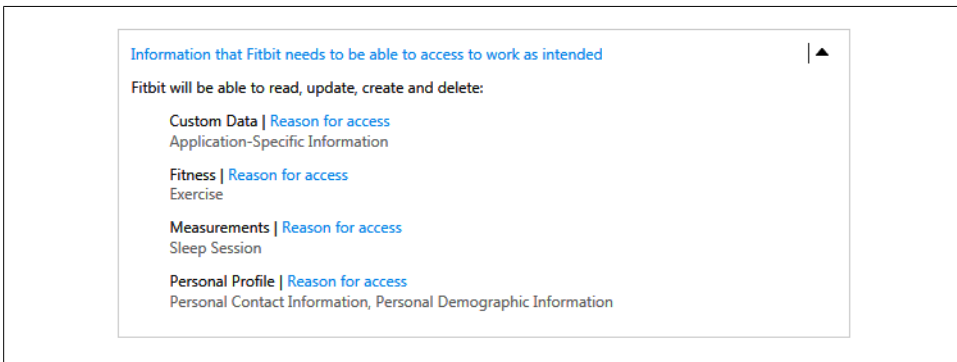 Information that Fitbit needs to be able to access to work as intended
Fitbit will be able to read, update, create and delete:
Custom Data | Reason for access
Application-Specific Information
Fitness | Reason for access
Exercise
Measurements | Reason for access
Sleep Session
Personal Profile | Reason for access
Personal Contact Information, Personal Demographic Information